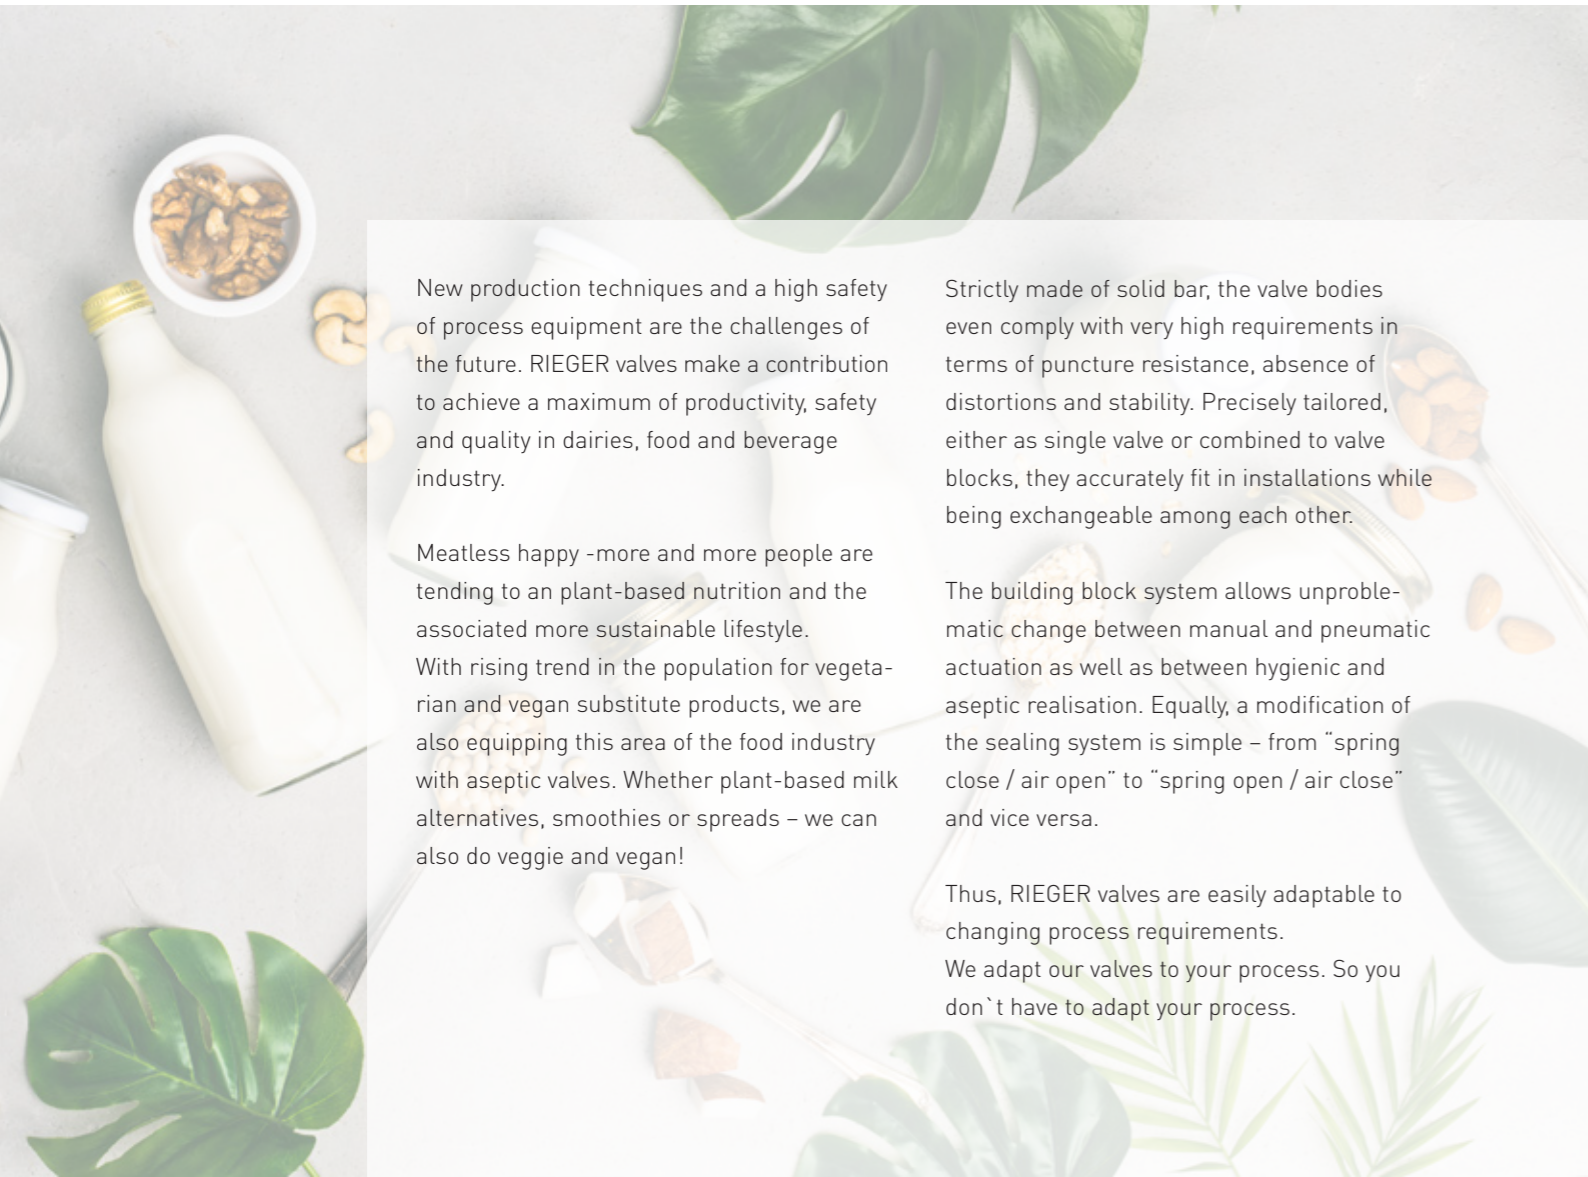 New production techniques and a high safety
of process equipment are the challenges of
the future. RIEGER valves make a contribution
to achieve a maximum of productivity, safety
and quality in dairies, food and beverage
industry.
Meatless happy -more and more people are
tending to an plant-based nutrition and the
associated more sustainable lifestyle.
With rising trend in the population for vegeta-
rian and vegan substitute products, we are
also equipping this area of the food industry
with aseptic valves. Whether plant-based milk
alternatives, smoothies or spreads – we can
also do veggie and vegan!
Strictly made of solid bar, the valve bodies
even comply with very high requirements in
terms of puncture resistance, absence of
distortions and stability. Precisely tailored,
either as single valve or combined to valve
blocks, they accurately fit in installations while
being exchangeable among each other.
The building block system allows unproble-
matic change between manual and pneumatic
actuation as well as between hygienic and
aseptic realisation. Equally, a modification of
the sealing system is simple – from “spring
close / air open” to “spring open / air close”
and vice versa.
Thus, RIEGER valves are easily adaptable to
changing process requirements.
We adapt our valves to your process. So you
don`t have to adapt your process.